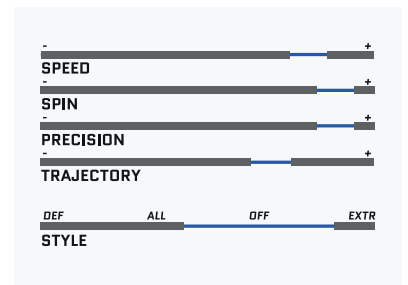 - +
SPEED
- +
SPIN
- +
PRECISION
- +
TRAJECTORY
DEF ALL OFF EXTR
STYLE